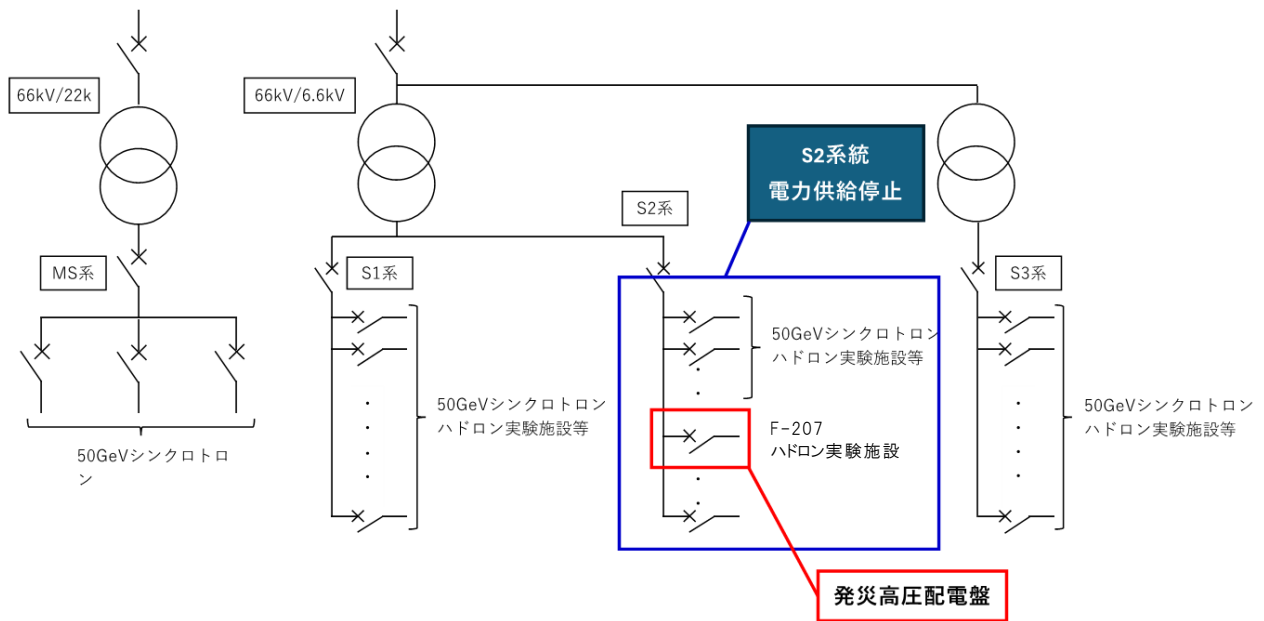 66kV/22k
66kV/6.6kV
S2系統
電力供給停止
S2系
MS系
S1系
S3系
50GeVシンクロトロン
ハドロン実験施設等
50GeVシンクロトロン
ハドロン実験施設等
50GeVシンクロトロン
ハドロン実験施設等
F-207
ハドロン実験施設
50GeVシンクロトロ
ン
発災高圧配電盤